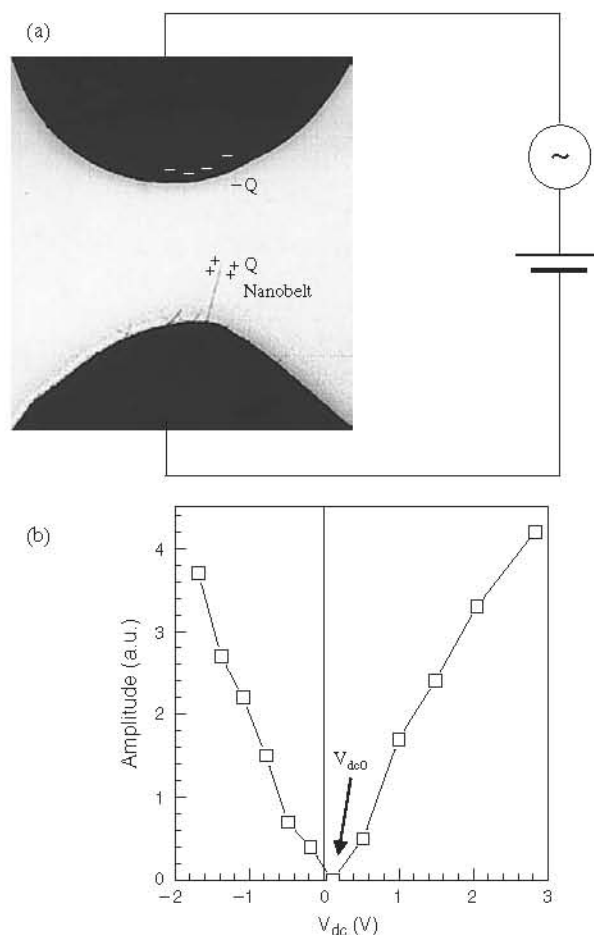 (a)
~
− − − −
−Q
+ + + + Q
Nanobelt
(b)
4
3
2
1
0
Amplitude (a.u.)
V_dc0
−2 −1 0 1 2 3
V_dc (V)